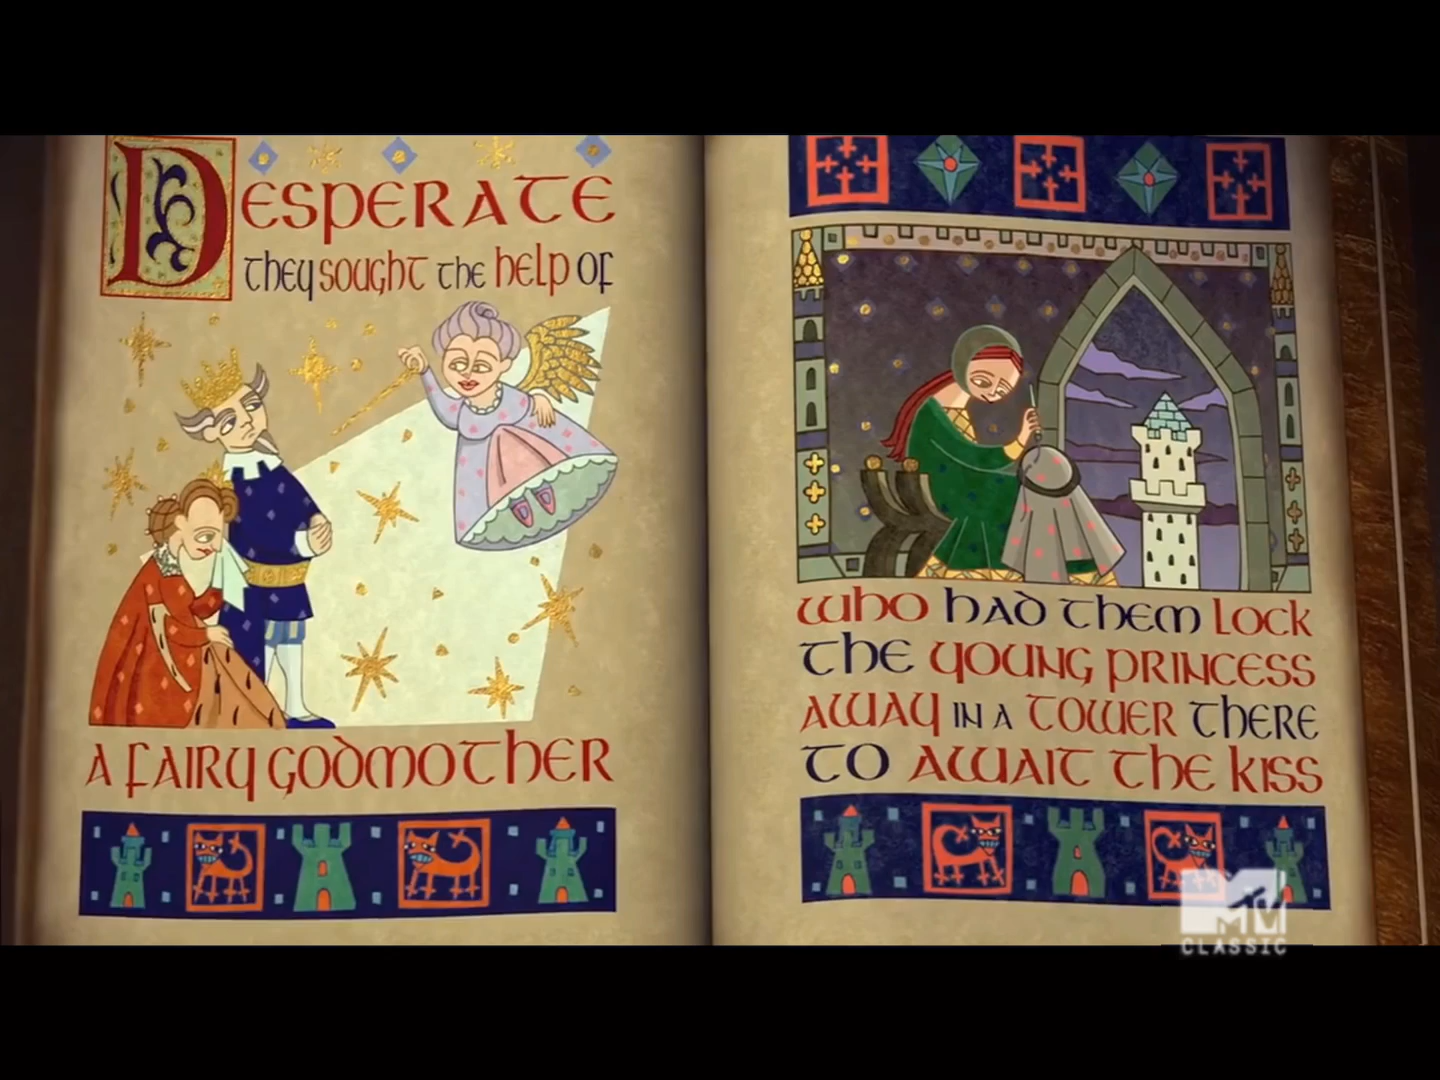 Desperate
they sought the help of
a fairy godmother
who had them lock
the young princess
away in a tower there
to await the kiss
MTV
CLASSIC